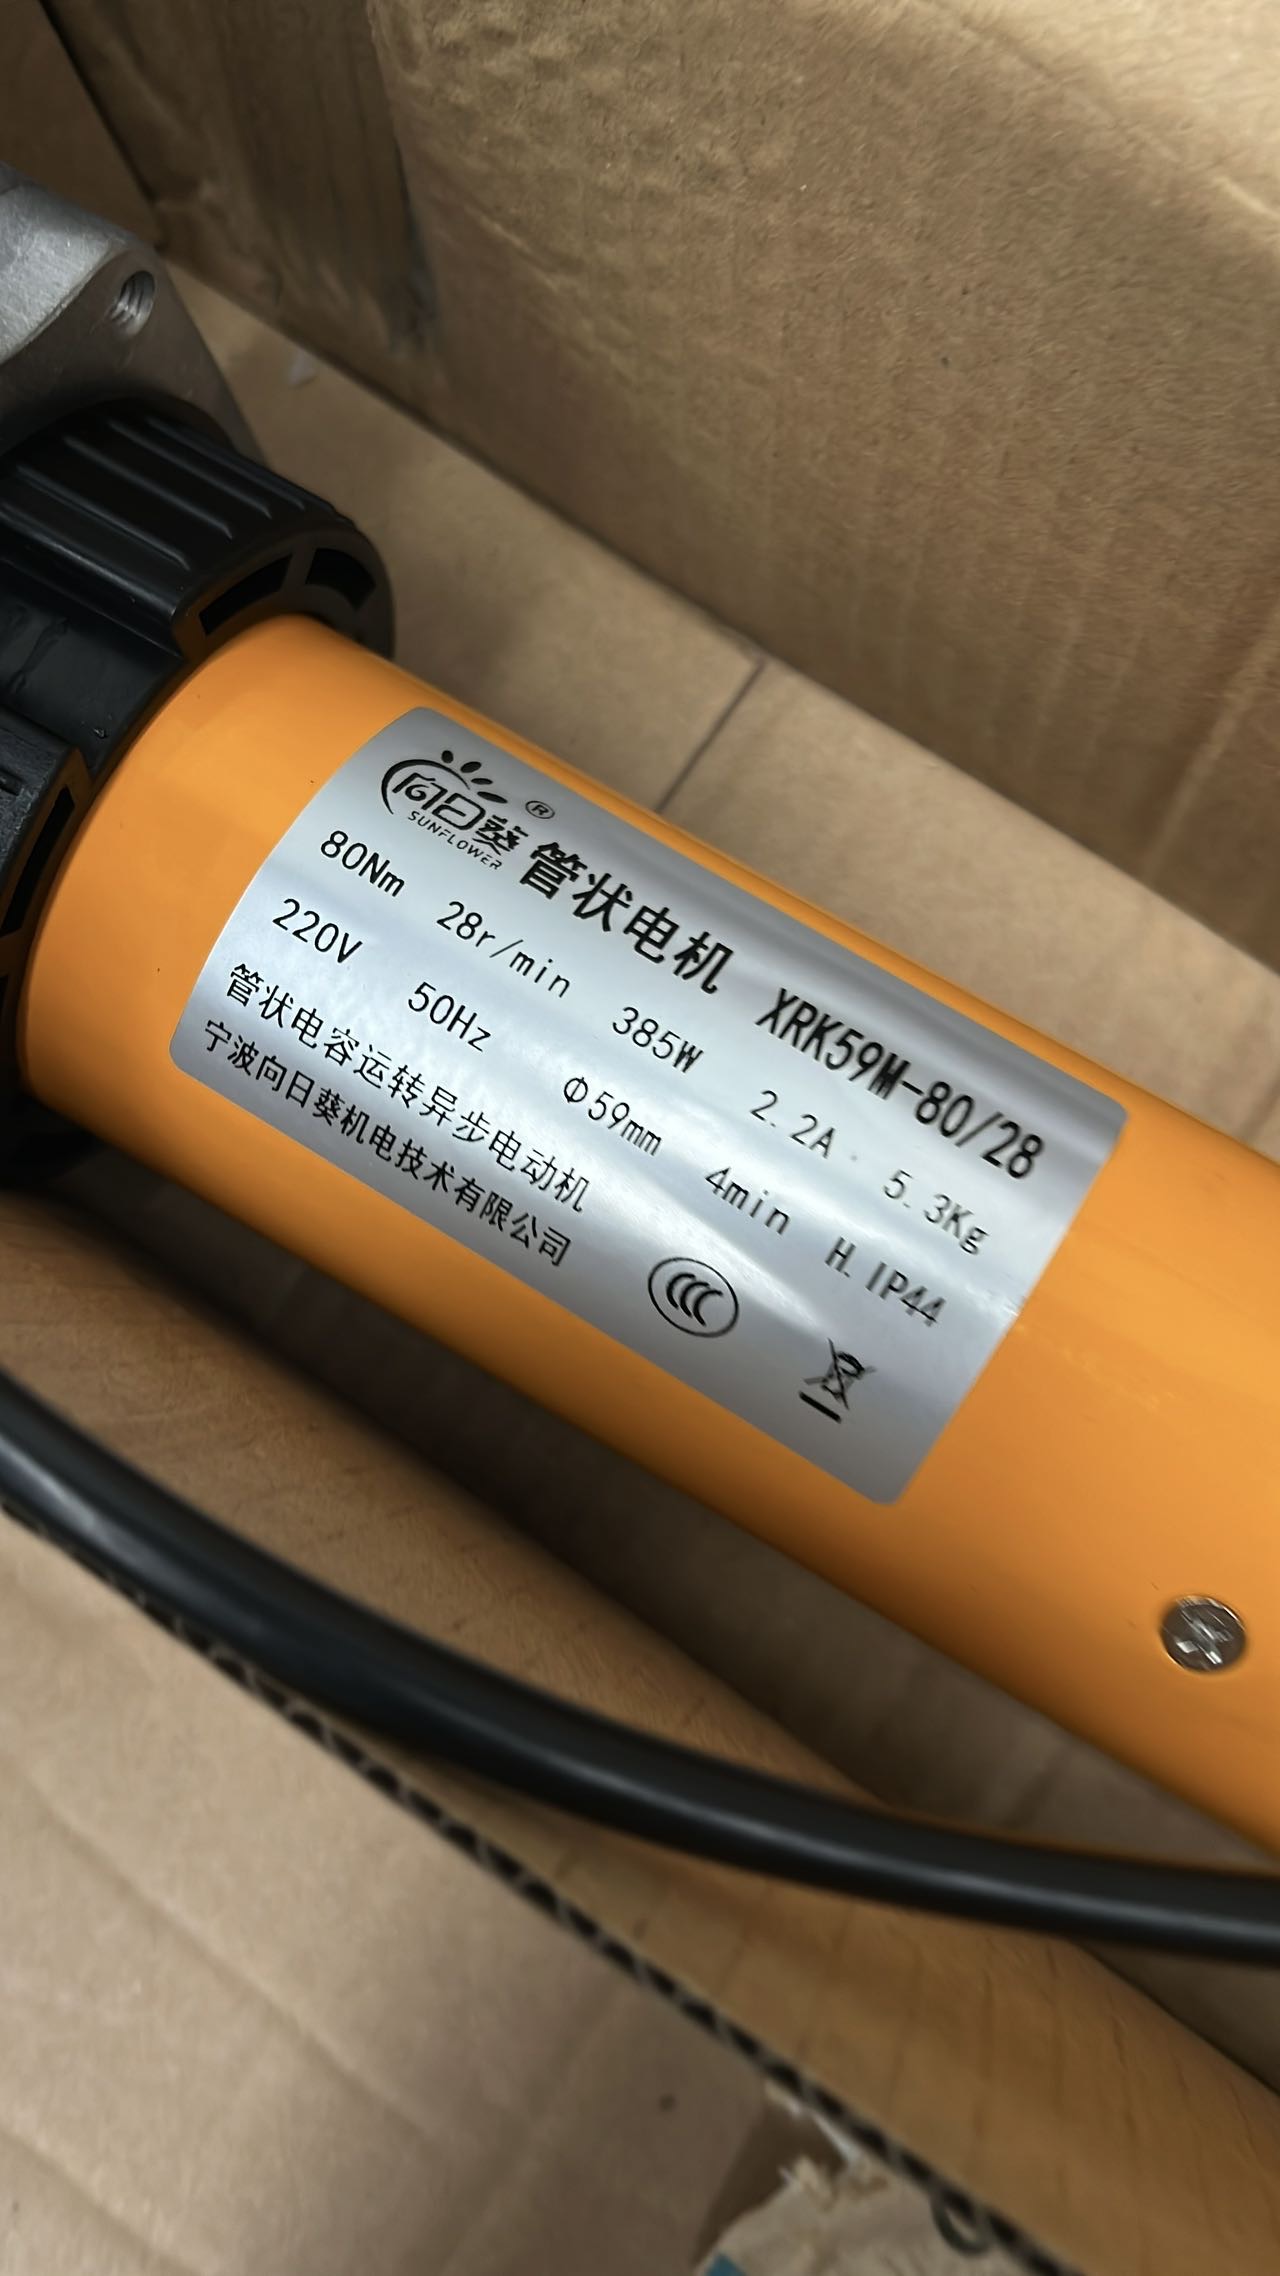 向日葵® 管状电机 XRK59M-80/28
SUNFLOWER
80Nm 28r/min 385W 2.2A 5.3Kg
220V 50Hz Φ59mm 4min H.IP44
管状电容运转异步电动机
宁波向日葵机电技术有限公司
CCC